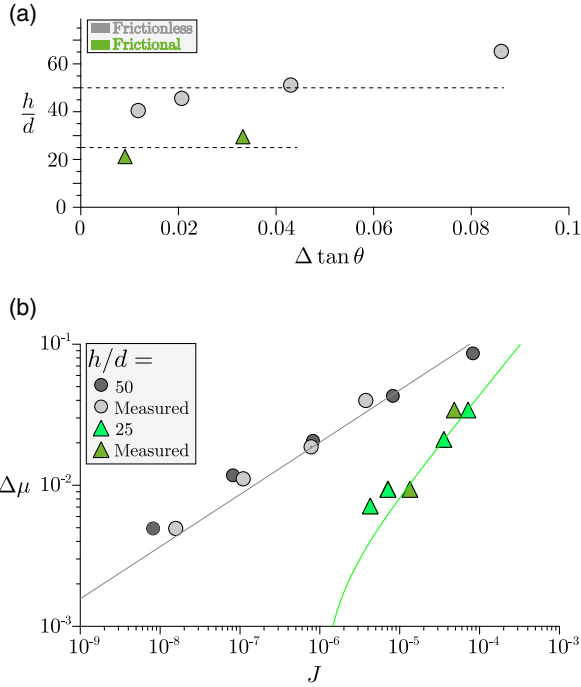 (a)
Frictionless
Frictional
60
40
20
0
h/d
0 0.02 0.04 0.06 0.08 0.1
Δ tan θ
(b)
10⁻¹
10⁻²
10⁻³
h/d =
50
Measured
25
Measured
Δμ
10⁻⁹ 10⁻⁸ 10⁻⁷ 10⁻⁶ 10⁻⁵ 10⁻⁴ 10⁻³
J